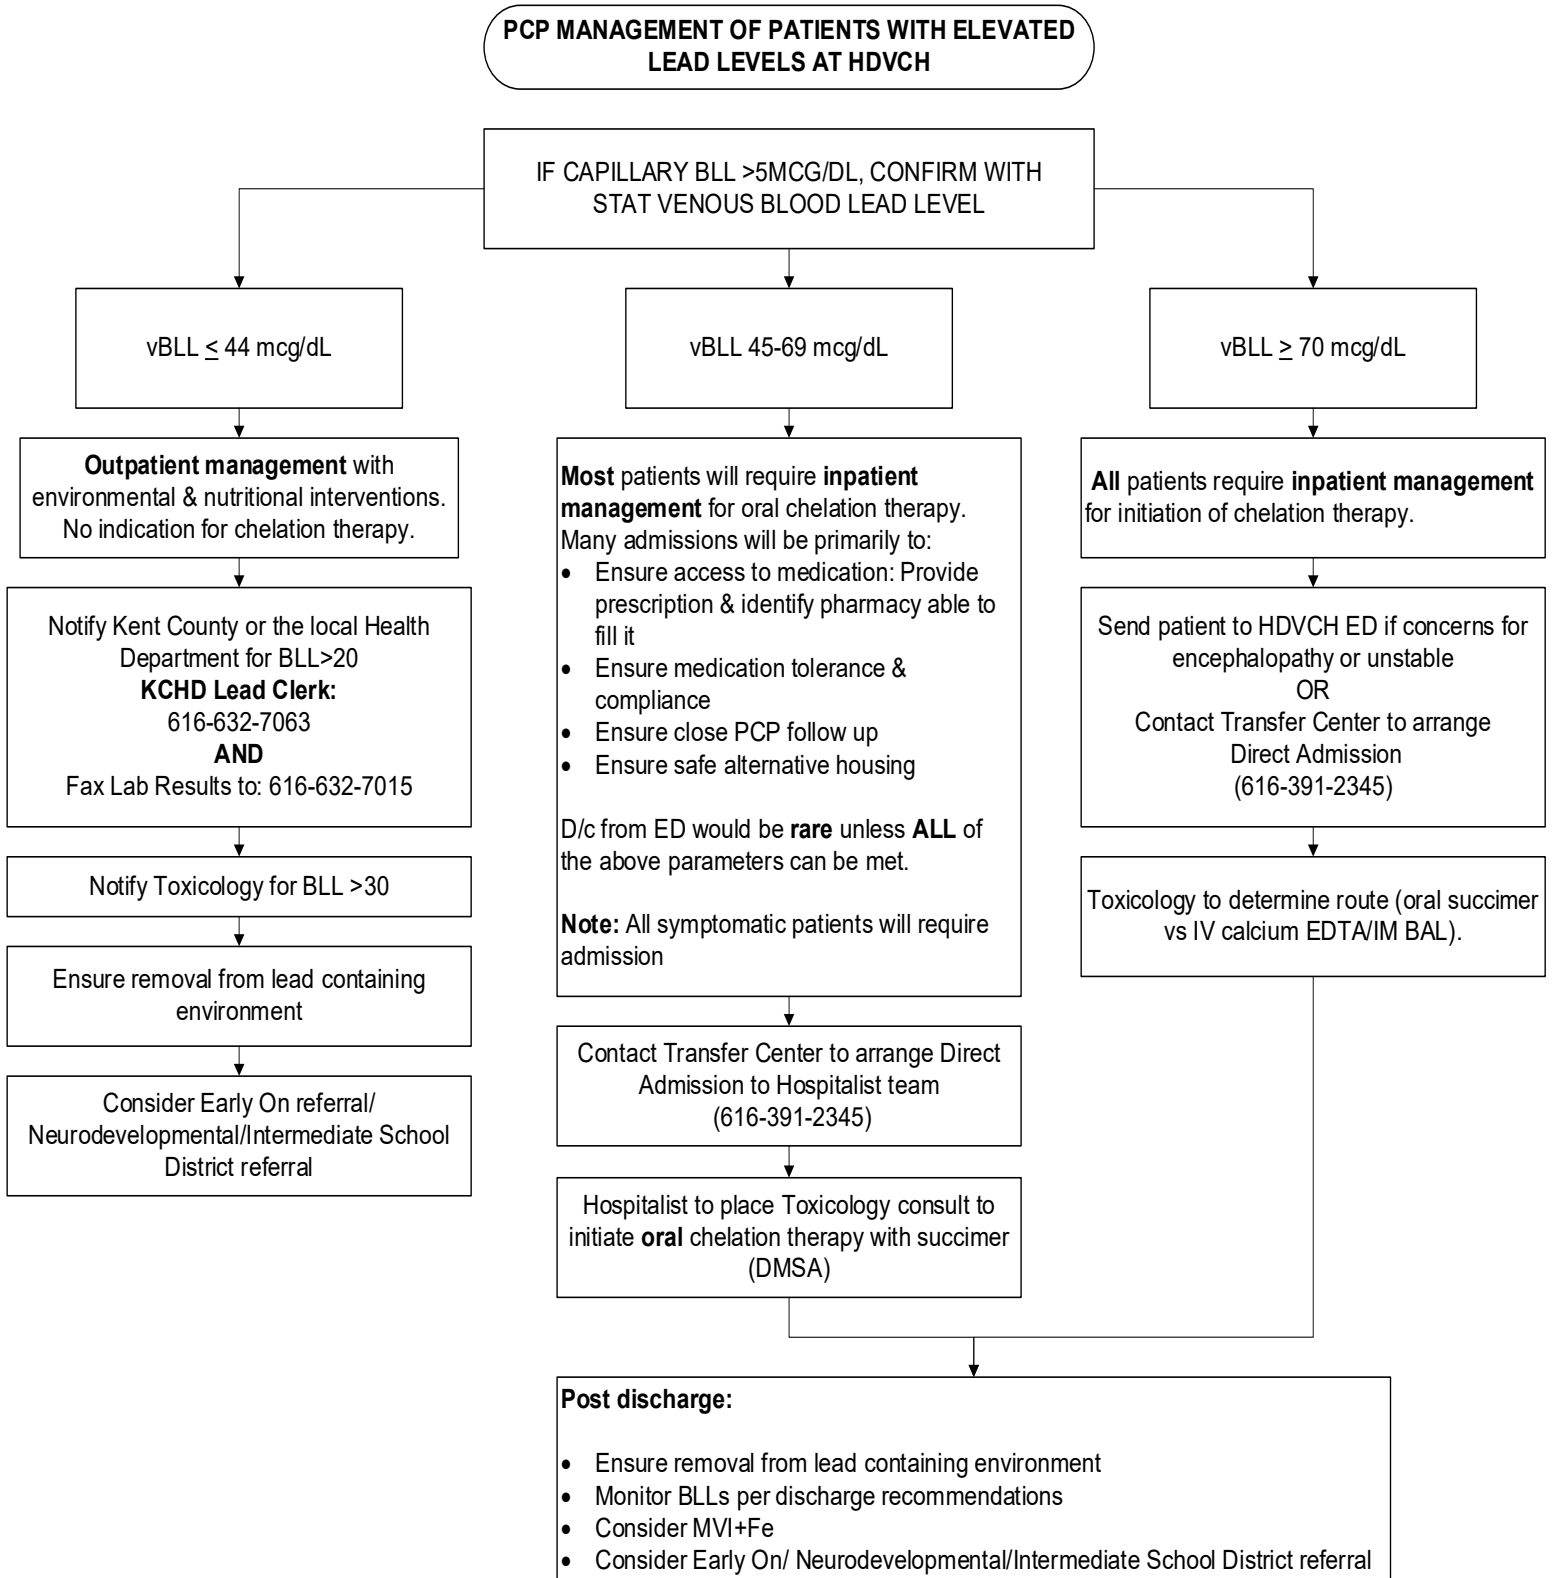 PCP MANAGEMENT OF PATIENTS WITH ELEVATED
LEAD LEVELS AT HDVCH
IF CAPILLARY BLL >5MCG/DL, CONFIRM WITH
STAT VENOUS BLOOD LEAD LEVEL
vBLL ≤ 44 mcg/dL
Outpatient management with
environmental & nutritional interventions.
No indication for chelation therapy.
Notify Kent County or the local Health
Department for BLL>20
KCHD Lead Clerk:
616-632-7063
AND
Fax Lab Results to: 616-632-7015
Notify Toxicology for BLL >30
Ensure removal from lead containing
environment
Consider Early On referral/
Neurodevelopmental/Intermediate School
District referral
vBLL 45-69 mcg/dL
Most patients will require inpatient
management for oral chelation therapy.
Many admissions will be primarily to:
• Ensure access to medication: Provide
prescription & identify pharmacy able to
fill it
• Ensure medication tolerance &
compliance
• Ensure close PCP follow up
• Ensure safe alternative housing
D/c from ED would be rare unless ALL of
the above parameters can be met.
Note: All symptomatic patients will require
admission
Contact Transfer Center to arrange Direct
Admission to Hospitalist team
(616-391-2345)
Hospitalist to place Toxicology consult to
initiate oral chelation therapy with succimer
(DMSA)
vBLL ≥ 70 mcg/dL
All patients require inpatient management
for initiation of chelation therapy.
Send patient to HDVCH ED if concerns for
encephalopathy or unstable
OR
Contact Transfer Center to arrange
Direct Admission
(616-391-2345)
Toxicology to determine route (oral succimer
vs IV calcium EDTA/IM BAL).
Post discharge:
• Ensure removal from lead containing environment
• Monitor BLLs per discharge recommendations
• Consider MVI+Fe
• Consider Early On/ Neurodevelopmental/Intermediate School District referral